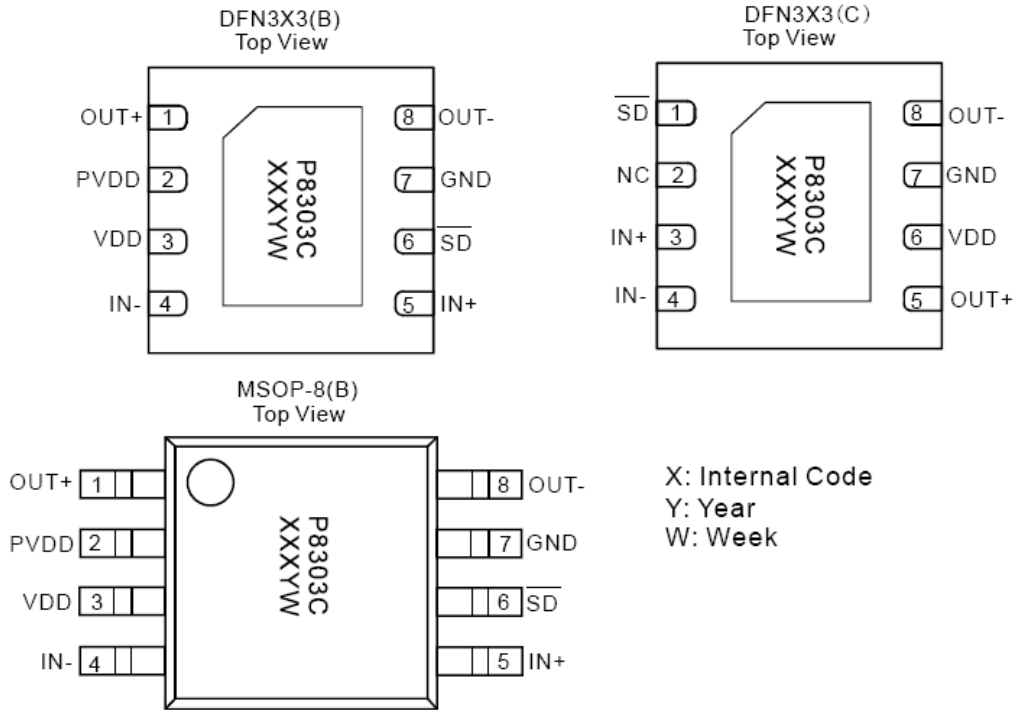 DFN3X3(B)
Top View
OUT+ 1
PVDD 2
VDD 3
IN- 4
8 OUT-
7 GND
6 S̅D̅
5 IN+
P8303C
XXXYW
DFN3X3(C)
Top View
S̅D̅ 1
NC 2
IN+ 3
IN- 4
8 OUT-
7 GND
6 VDD
5 OUT+
P8303C
XXXYW
MSOP-8(B)
Top View
OUT+ 1
PVDD 2
VDD 3
IN- 4
8 OUT-
7 GND
6 S̅D̅
5 IN+
P8303C
XXXYW
X: Internal Code
Y: Year
W: Week